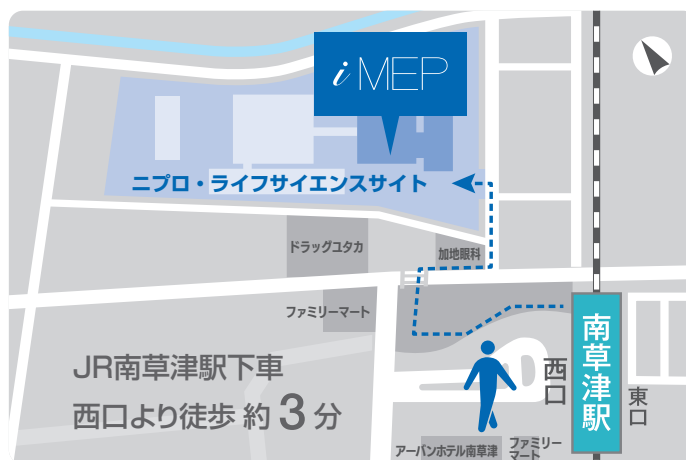 iMEP
ニプロ・ライフサイエンスサイト
ドラッグユタカ
加地眼科
ファミリーマート
JR南草津駅下車
西口より徒歩 約 3 分
西口
南草津駅
東口
アーバンホテル南草津
ファミリー
マート